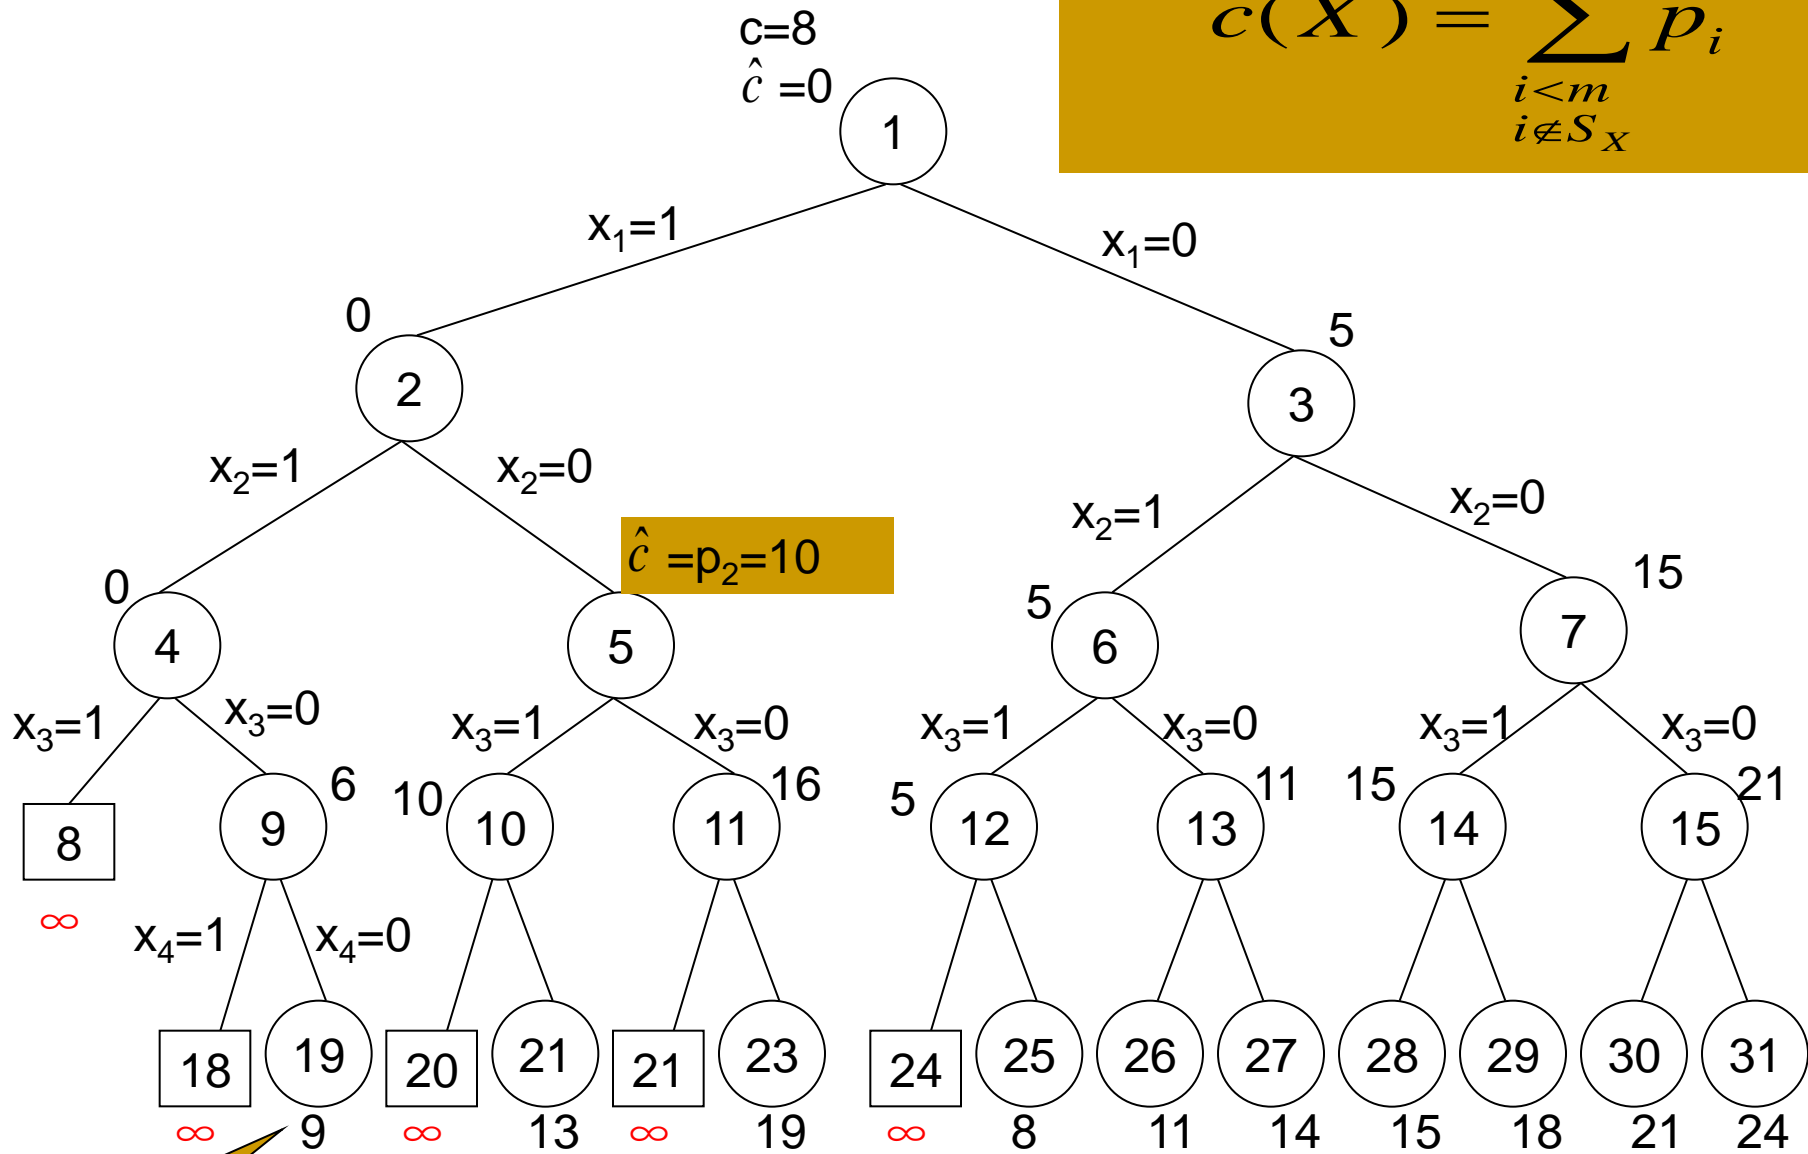 c=8
ĉ =0
c(X) = ∑ p_i
i<m
i∉S_X
1
x₁=1
x₁=0
0
2
5
3
x₂=1
x₂=0
x₂=1
x₂=0
ĉ =p₂=10
0
4
5
5
6
15
7
x₃=1
x₃=0
x₃=1
x₃=0
x₃=1
x₃=0
x₃=1
x₃=0
8
6
9
10
10
16
11
5
12
11
13
15
14
21
15
∞
x₄=1
x₄=0
18
19
20
21
21
23
24
25
26
27
28
29
30
31
∞
9
∞
13
∞
19
∞
8
11
14
15
18
21
24